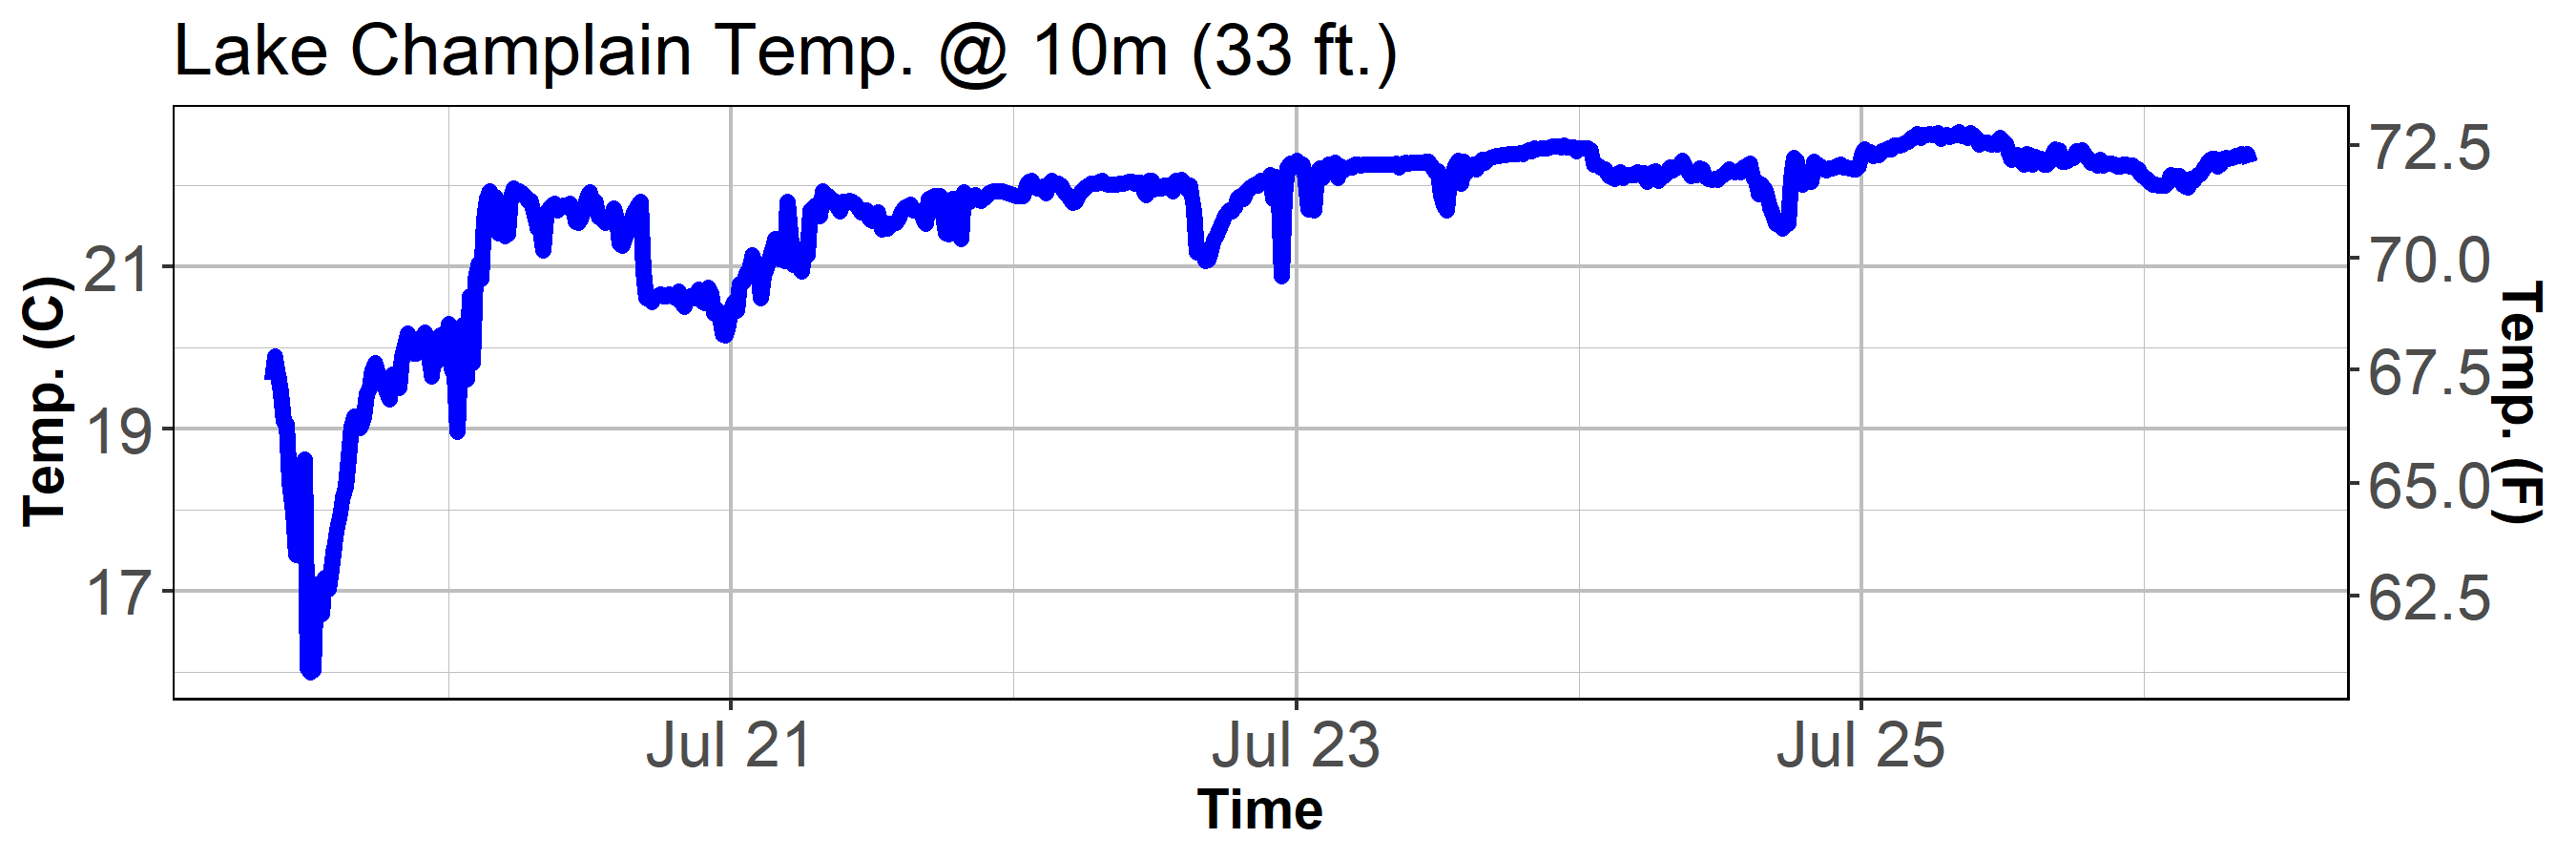 Lake Champlain Temp. @ 10m (33 ft.)
Temp. (C)
21
19
17
72.5
70.0
67.5
65.0
62.5
Temp. (F)
Jul 21
Jul 23
Jul 25
Time